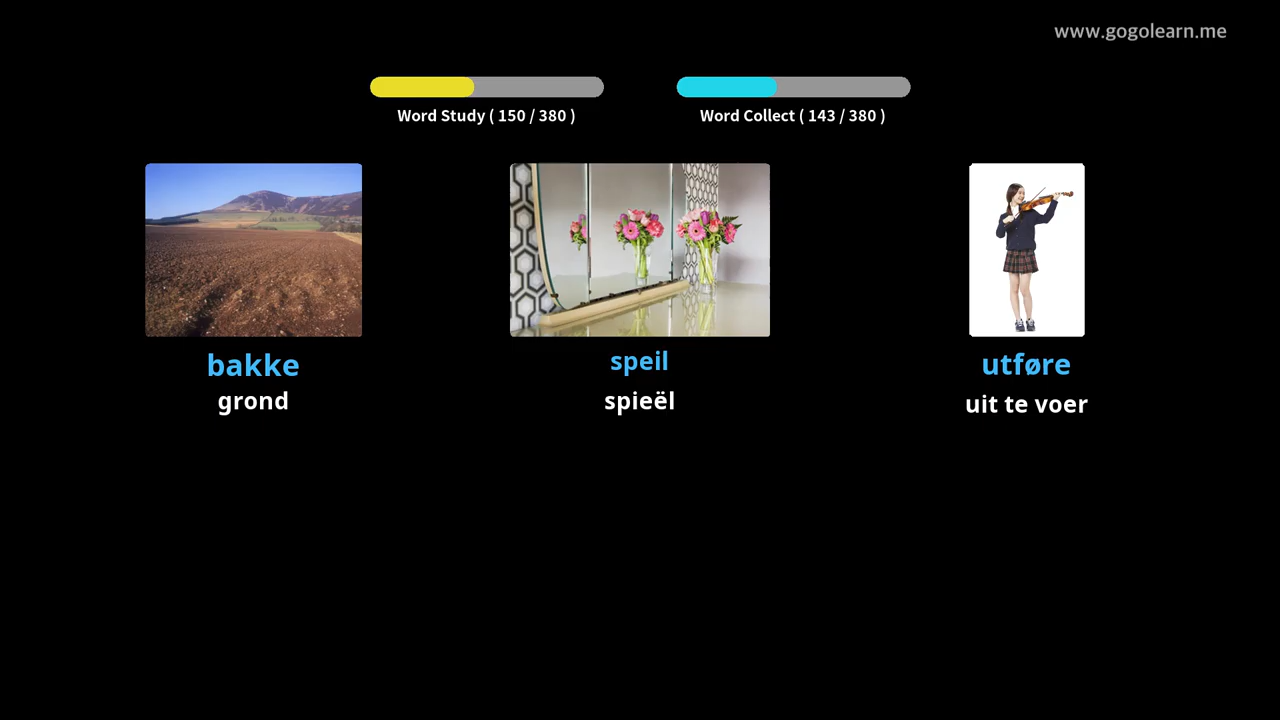 www.gogolearn.me
Word Study ( 150 / 380 )
Word Collect ( 143 / 380 )
bakke
speil
utføre
grond
spieël
uit te voer